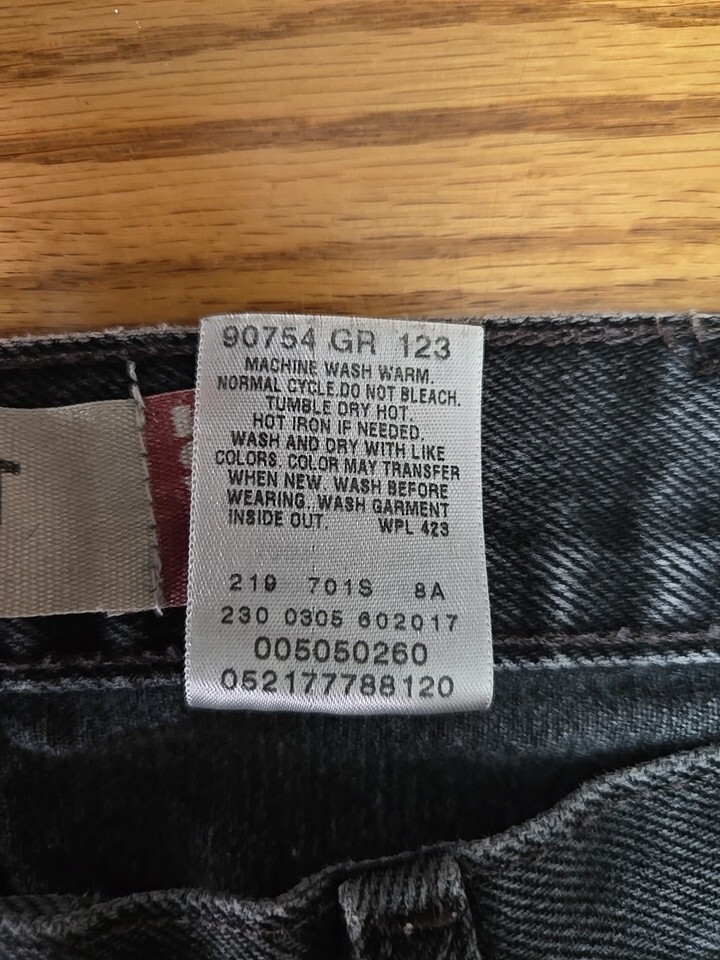 90754 GR 123
MACHINE WASH WARM.
NORMAL CYCLE.DO NOT BLEACH.
TUMBLE DRY HOT.
HOT IRON IF NEEDED.
WASH AND DRY WITH LIKE
COLORS. COLOR MAY TRANSFER
WHEN NEW. WASH BEFORE
WEARING. WASH GARMENT
INSIDE OUT. WPL 423
219 701S 8A
230 0305 602017
005050260
052177788120